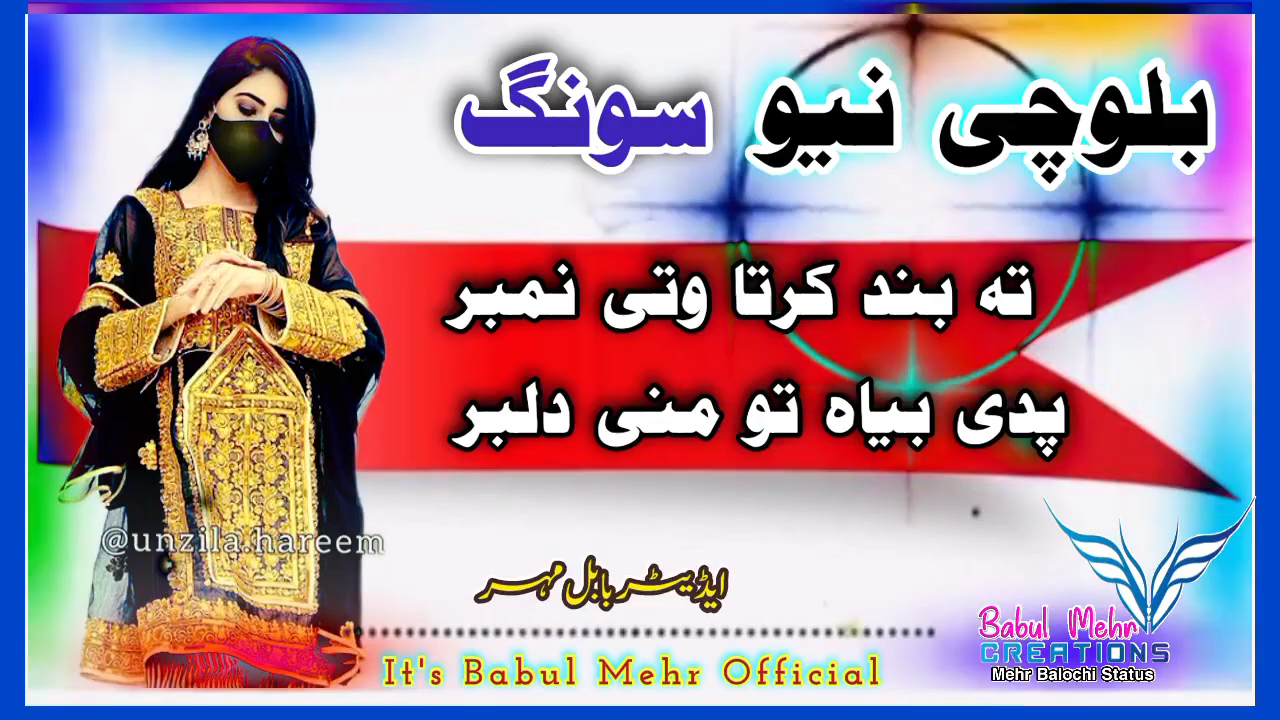 بلوچی نیو سونگ
ته بند کرتا وتی نمبر
پدی بیاه تو منی دلبر
@unzila.hareem
ایڈیٹر بابل مہر
It's Babul Mehr Official
Babul Mehr
CREATIONS
Mehr Balochi Status